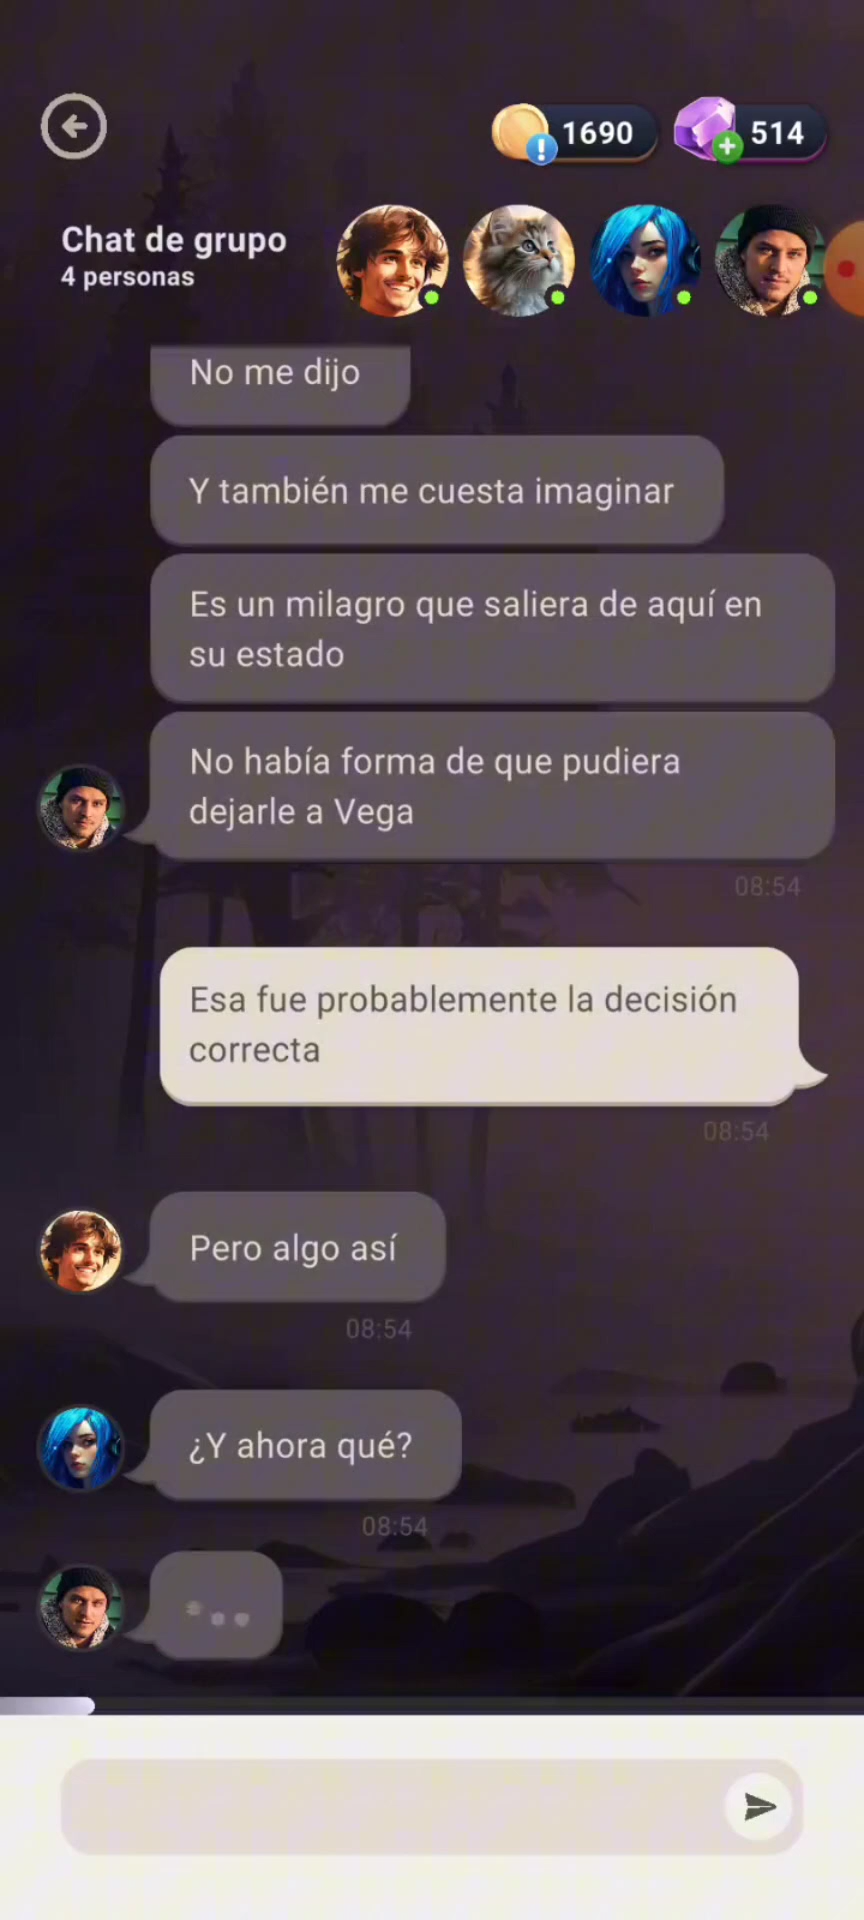 1690
514
Chat de grupo
4 personas
No me dijo
Y también me cuesta imaginar
Es un milagro que saliera de aquí en
su estado
No había forma de que pudiera
dejarle a Vega
08:54
Esa fue probablemente la decisión
correcta
08:54
Pero algo así
08:54
¿Y ahora qué?
08:54